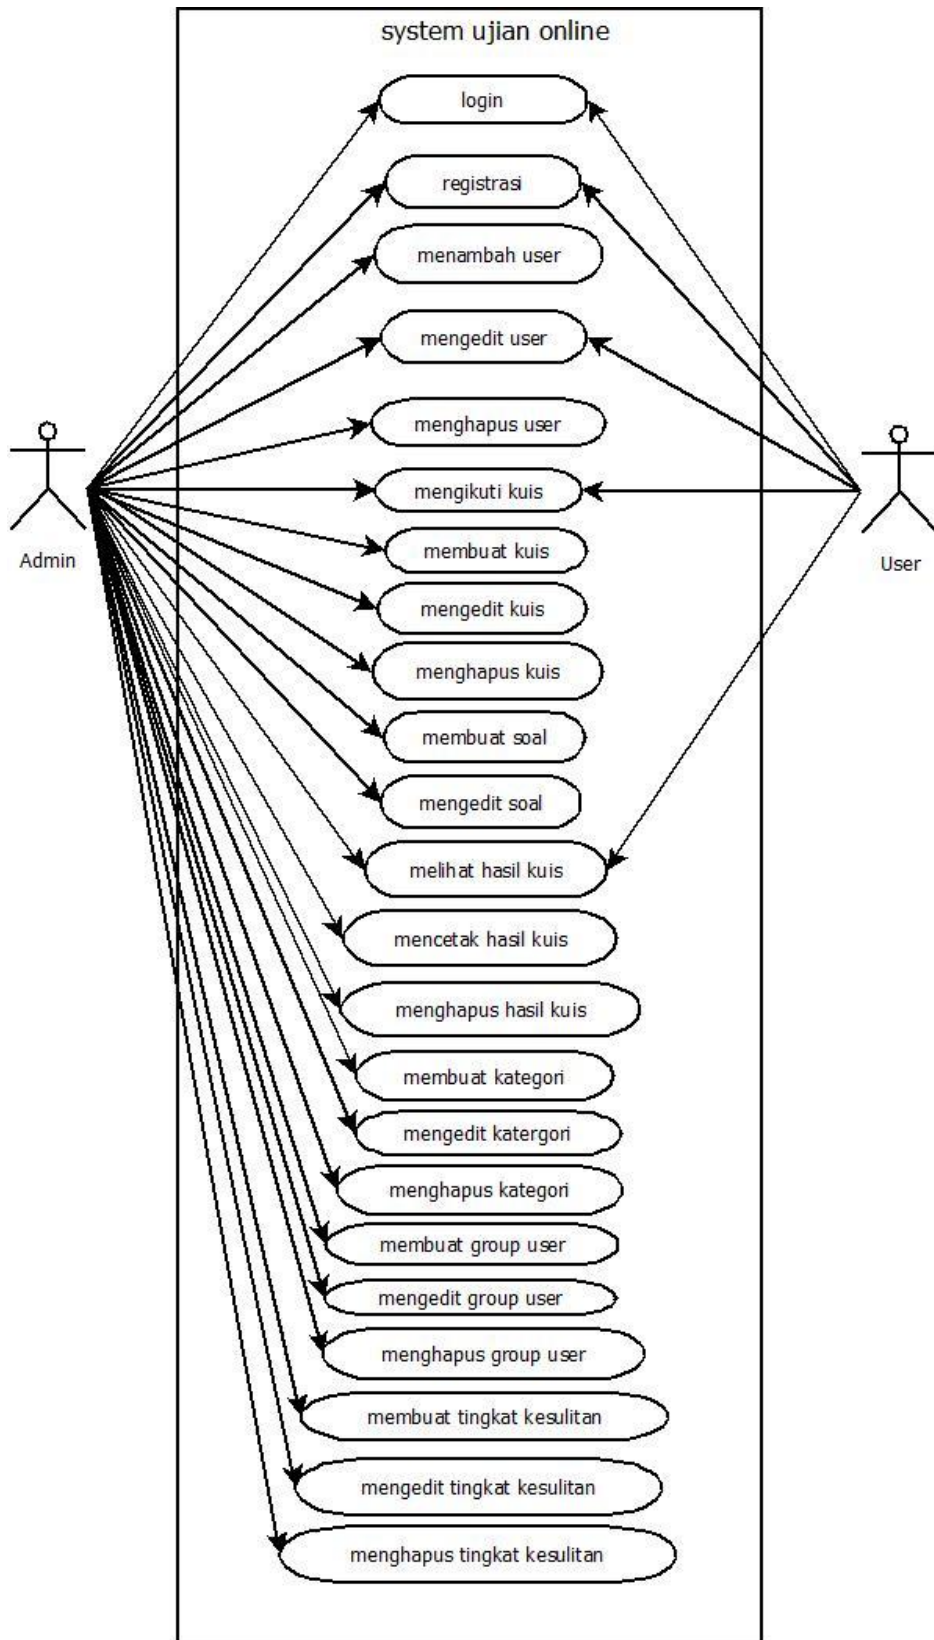 system ujian online
login
registrasi
menambah user
mengedit user
menghapus user
mengikuti kuis
membuat kuis
Admin
User
mengedit kuis
menghapus kuis
membuat soal
mengedit soal
melihat hasil kuis
mencetak hasil kuis
menghapus hasil kuis
membuat kategori
mengedit katergori
menghapus kategori
membuat group user
mengedit group user
menghapus group user
membuat tingkat kesulitan
mengedit tingkat kesulitan
menghapus tingkat kesulitan